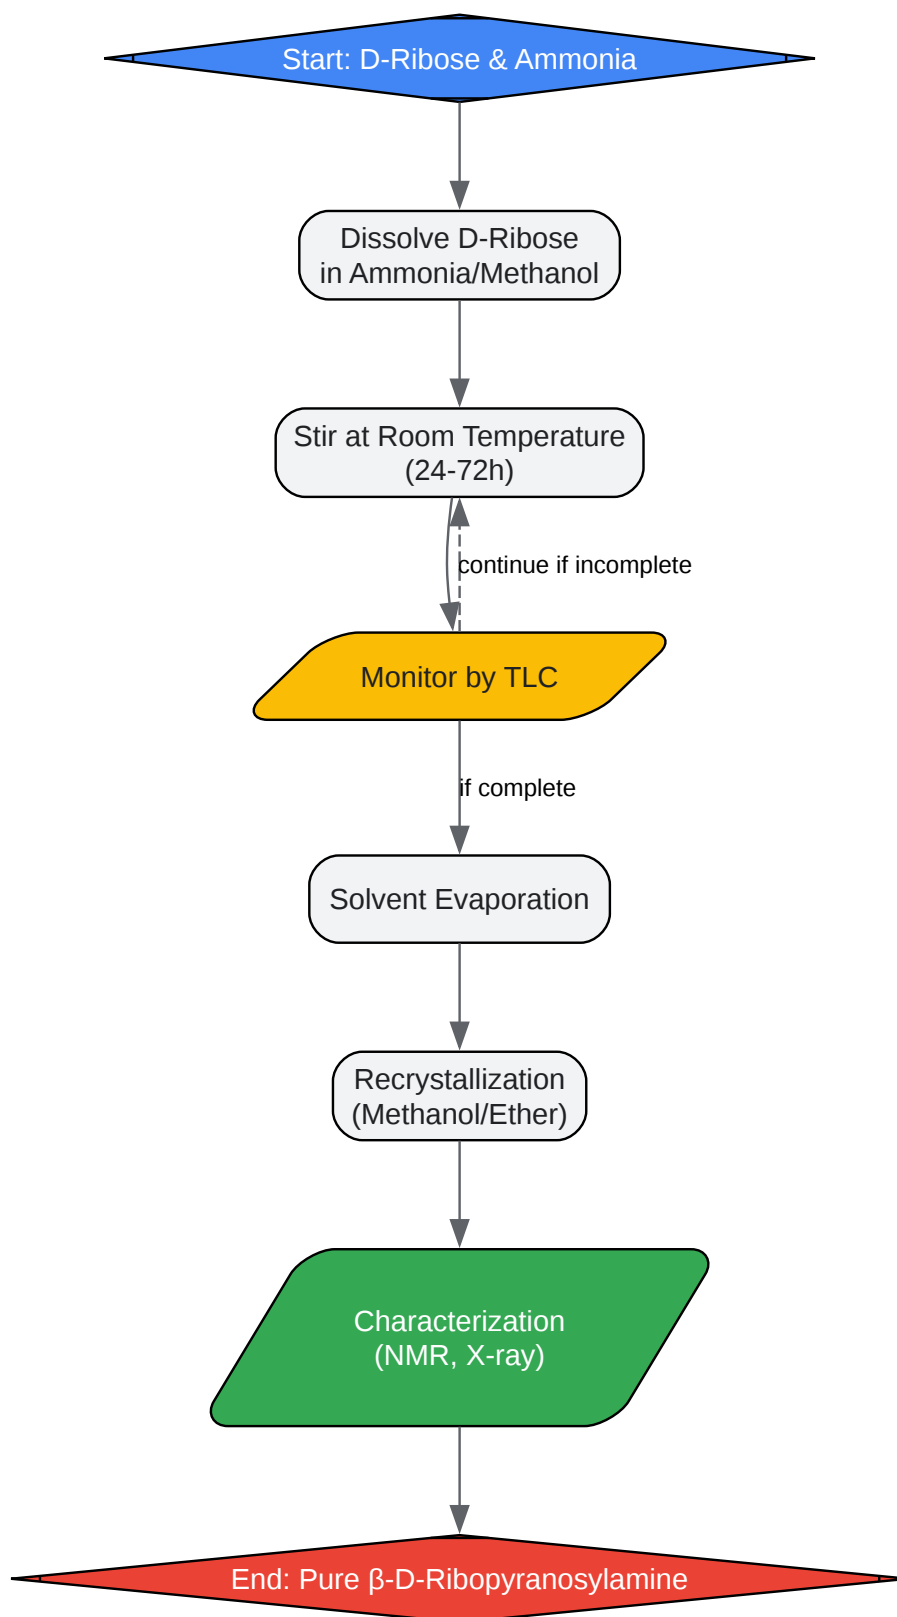 Start: D-Ribose & Ammonia
Dissolve D-Ribose
in Ammonia/Methanol
Stir at Room Temperature
(24-72h)
continue if incomplete
Monitor by TLC
if complete
Solvent Evaporation
Recrystallization
(Methanol/Ether)
Characterization
(NMR, X-ray)
End: Pure β-D-Ribopyranosylamine